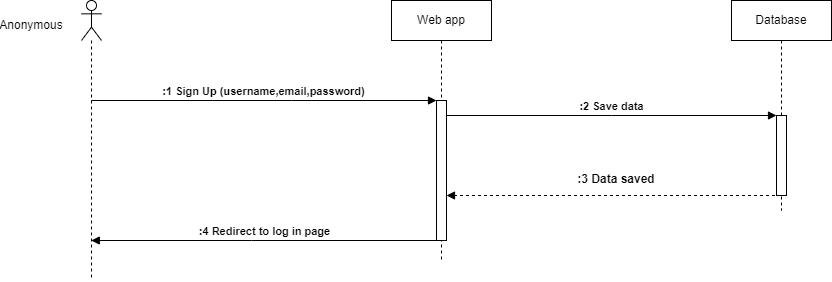 Anonymous
Web app
Database
:1 Sign Up (username,email,password)
:2 Save data
:3 Data saved
:4 Redirect to log in page